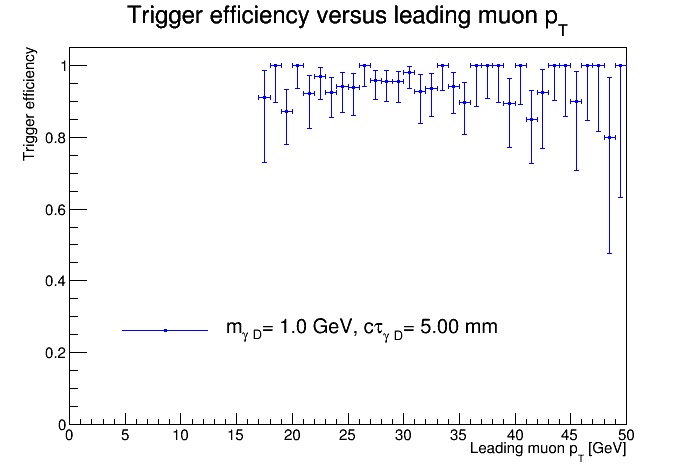 Trigger efficiency versus leading muon p_T
Trigger efficiency
1
0.8
0.6
0.4
0.2
0
m_γ D= 1.0 GeV, cτ_γ D= 5.00 mm
0 5 10 15 20 25 30 35 40 45 50
Leading muon p_T [GeV]